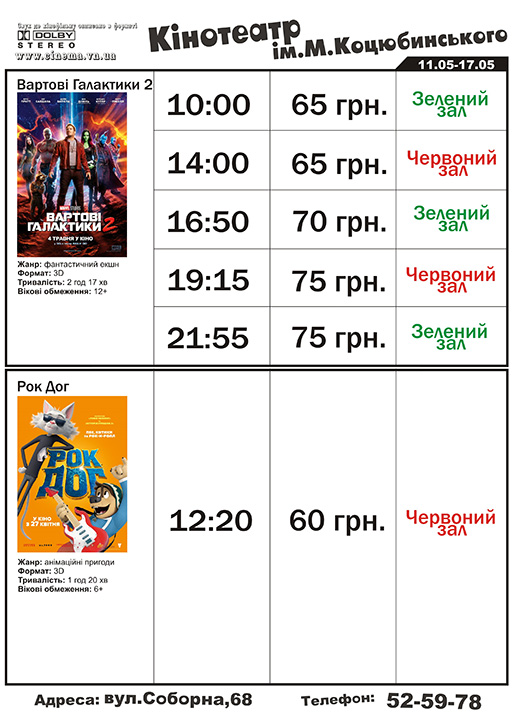 Звук до кінофільму озвучено в форматі
DOLBY
STEREO
www.cinema.vn.ua
Кінотеатр
ім.М.Коцюбинського
11.05-17.05
Вартові Галактики 2
ВАРТОВІ
ГАЛАКТИКИ 2
4 ТРАВНЯ У КІНО
Жанр: фантастичний екшн
Формат: 3D
Тривалість: 2 год 17 хв
Вікові обмеження: 12+
10:00 65 грн. Зелений
зал
14:00 65 грн. Червоний
зал
16:50 70 грн. Зелений
зал
19:15 75 грн. Червоний
зал
21:55 75 грн. Зелений
зал
Рок Дог
РОК
ДОГ
У КІНО
З 27 КВІТНЯ
Жанр: анімаційні пригоди
Формат: 3D
Тривалість: 1 год 20 хв
Вікові обмеження: 6+
12:20 60 грн. Червоний
зал
Адреса: вул.Соборна,68 Телефон: 52-59-78